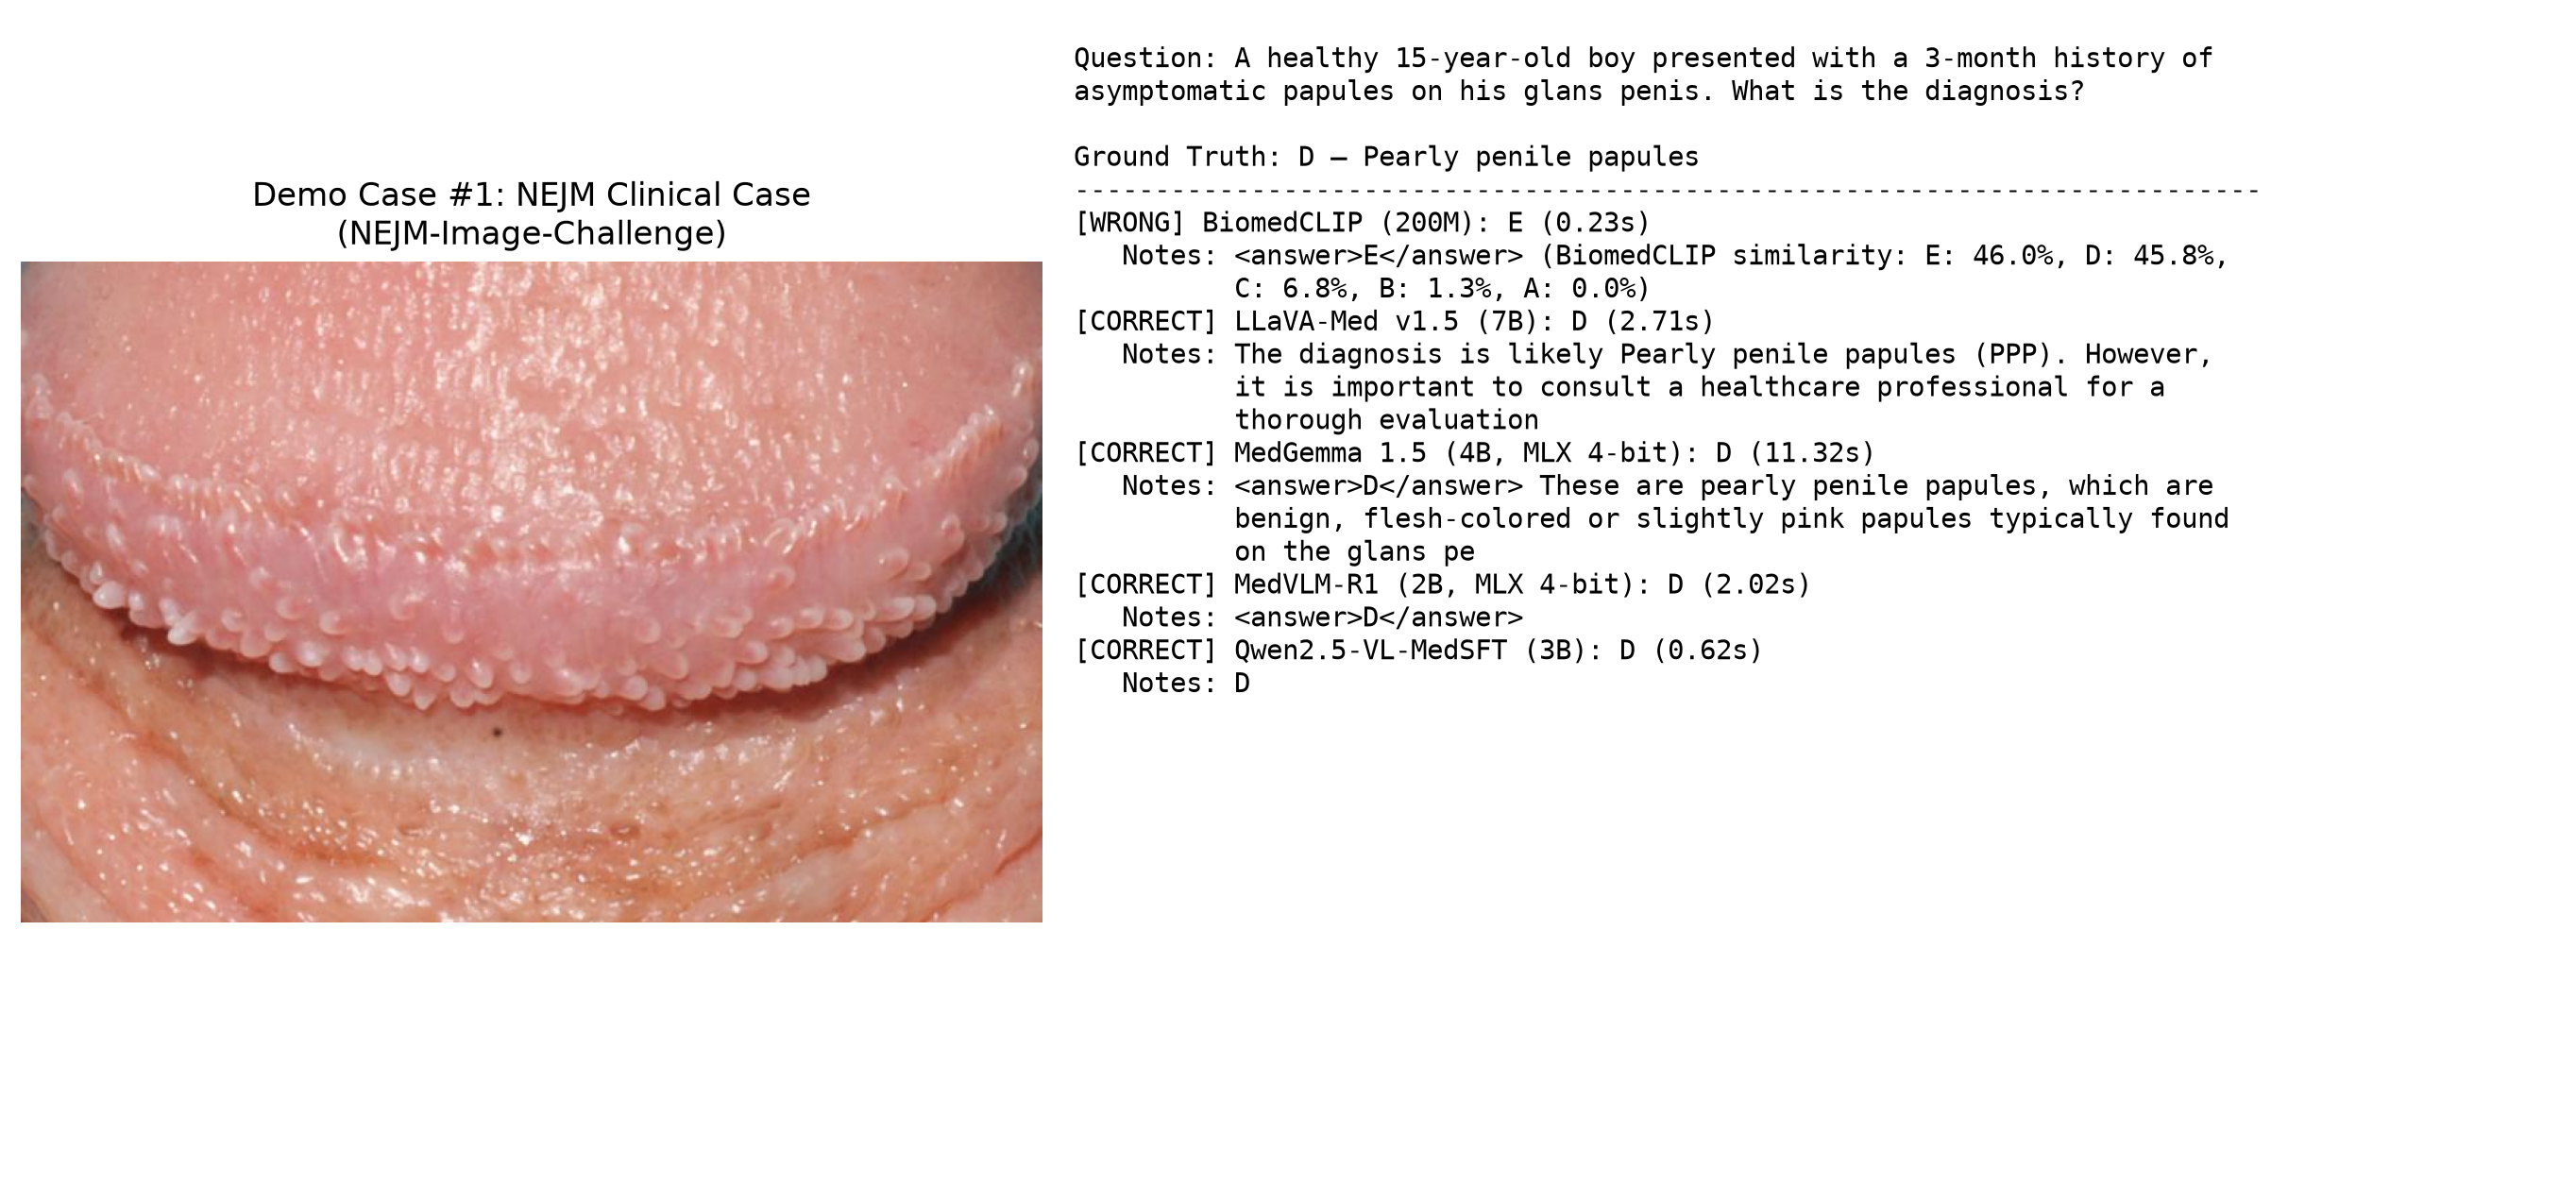 Demo Case #1: NEJM Clinical Case
(NEJM-Image-Challenge)
Question: A healthy 15-year-old boy presented with a 3-month history of
asymptomatic papules on his glans penis. What is the diagnosis?
Ground Truth: D — Pearly penile papules
--------------------------------------------------------------------------
[WRONG] BiomedCLIP (200M): E (0.23s)
Notes: <answer>E</answer> (BiomedCLIP similarity: E: 46.0%, D: 45.8%,
C: 6.8%, B: 1.3%, A: 0.0%)
[CORRECT] LLaVA-Med v1.5 (7B): D (2.71s)
Notes: The diagnosis is likely Pearly penile papules (PPP). However,
it is important to consult a healthcare professional for a
thorough evaluation
[CORRECT] MedGemma 1.5 (4B, MLX 4-bit): D (11.32s)
Notes: <answer>D</answer> These are pearly penile papules, which are
benign, flesh-colored or slightly pink papules typically found
on the glans pe
[CORRECT] MedVLM-R1 (2B, MLX 4-bit): D (2.02s)
Notes: <answer>D</answer>
[CORRECT] Qwen2.5-VL-MedSFT (3B): D (0.62s)
Notes: D